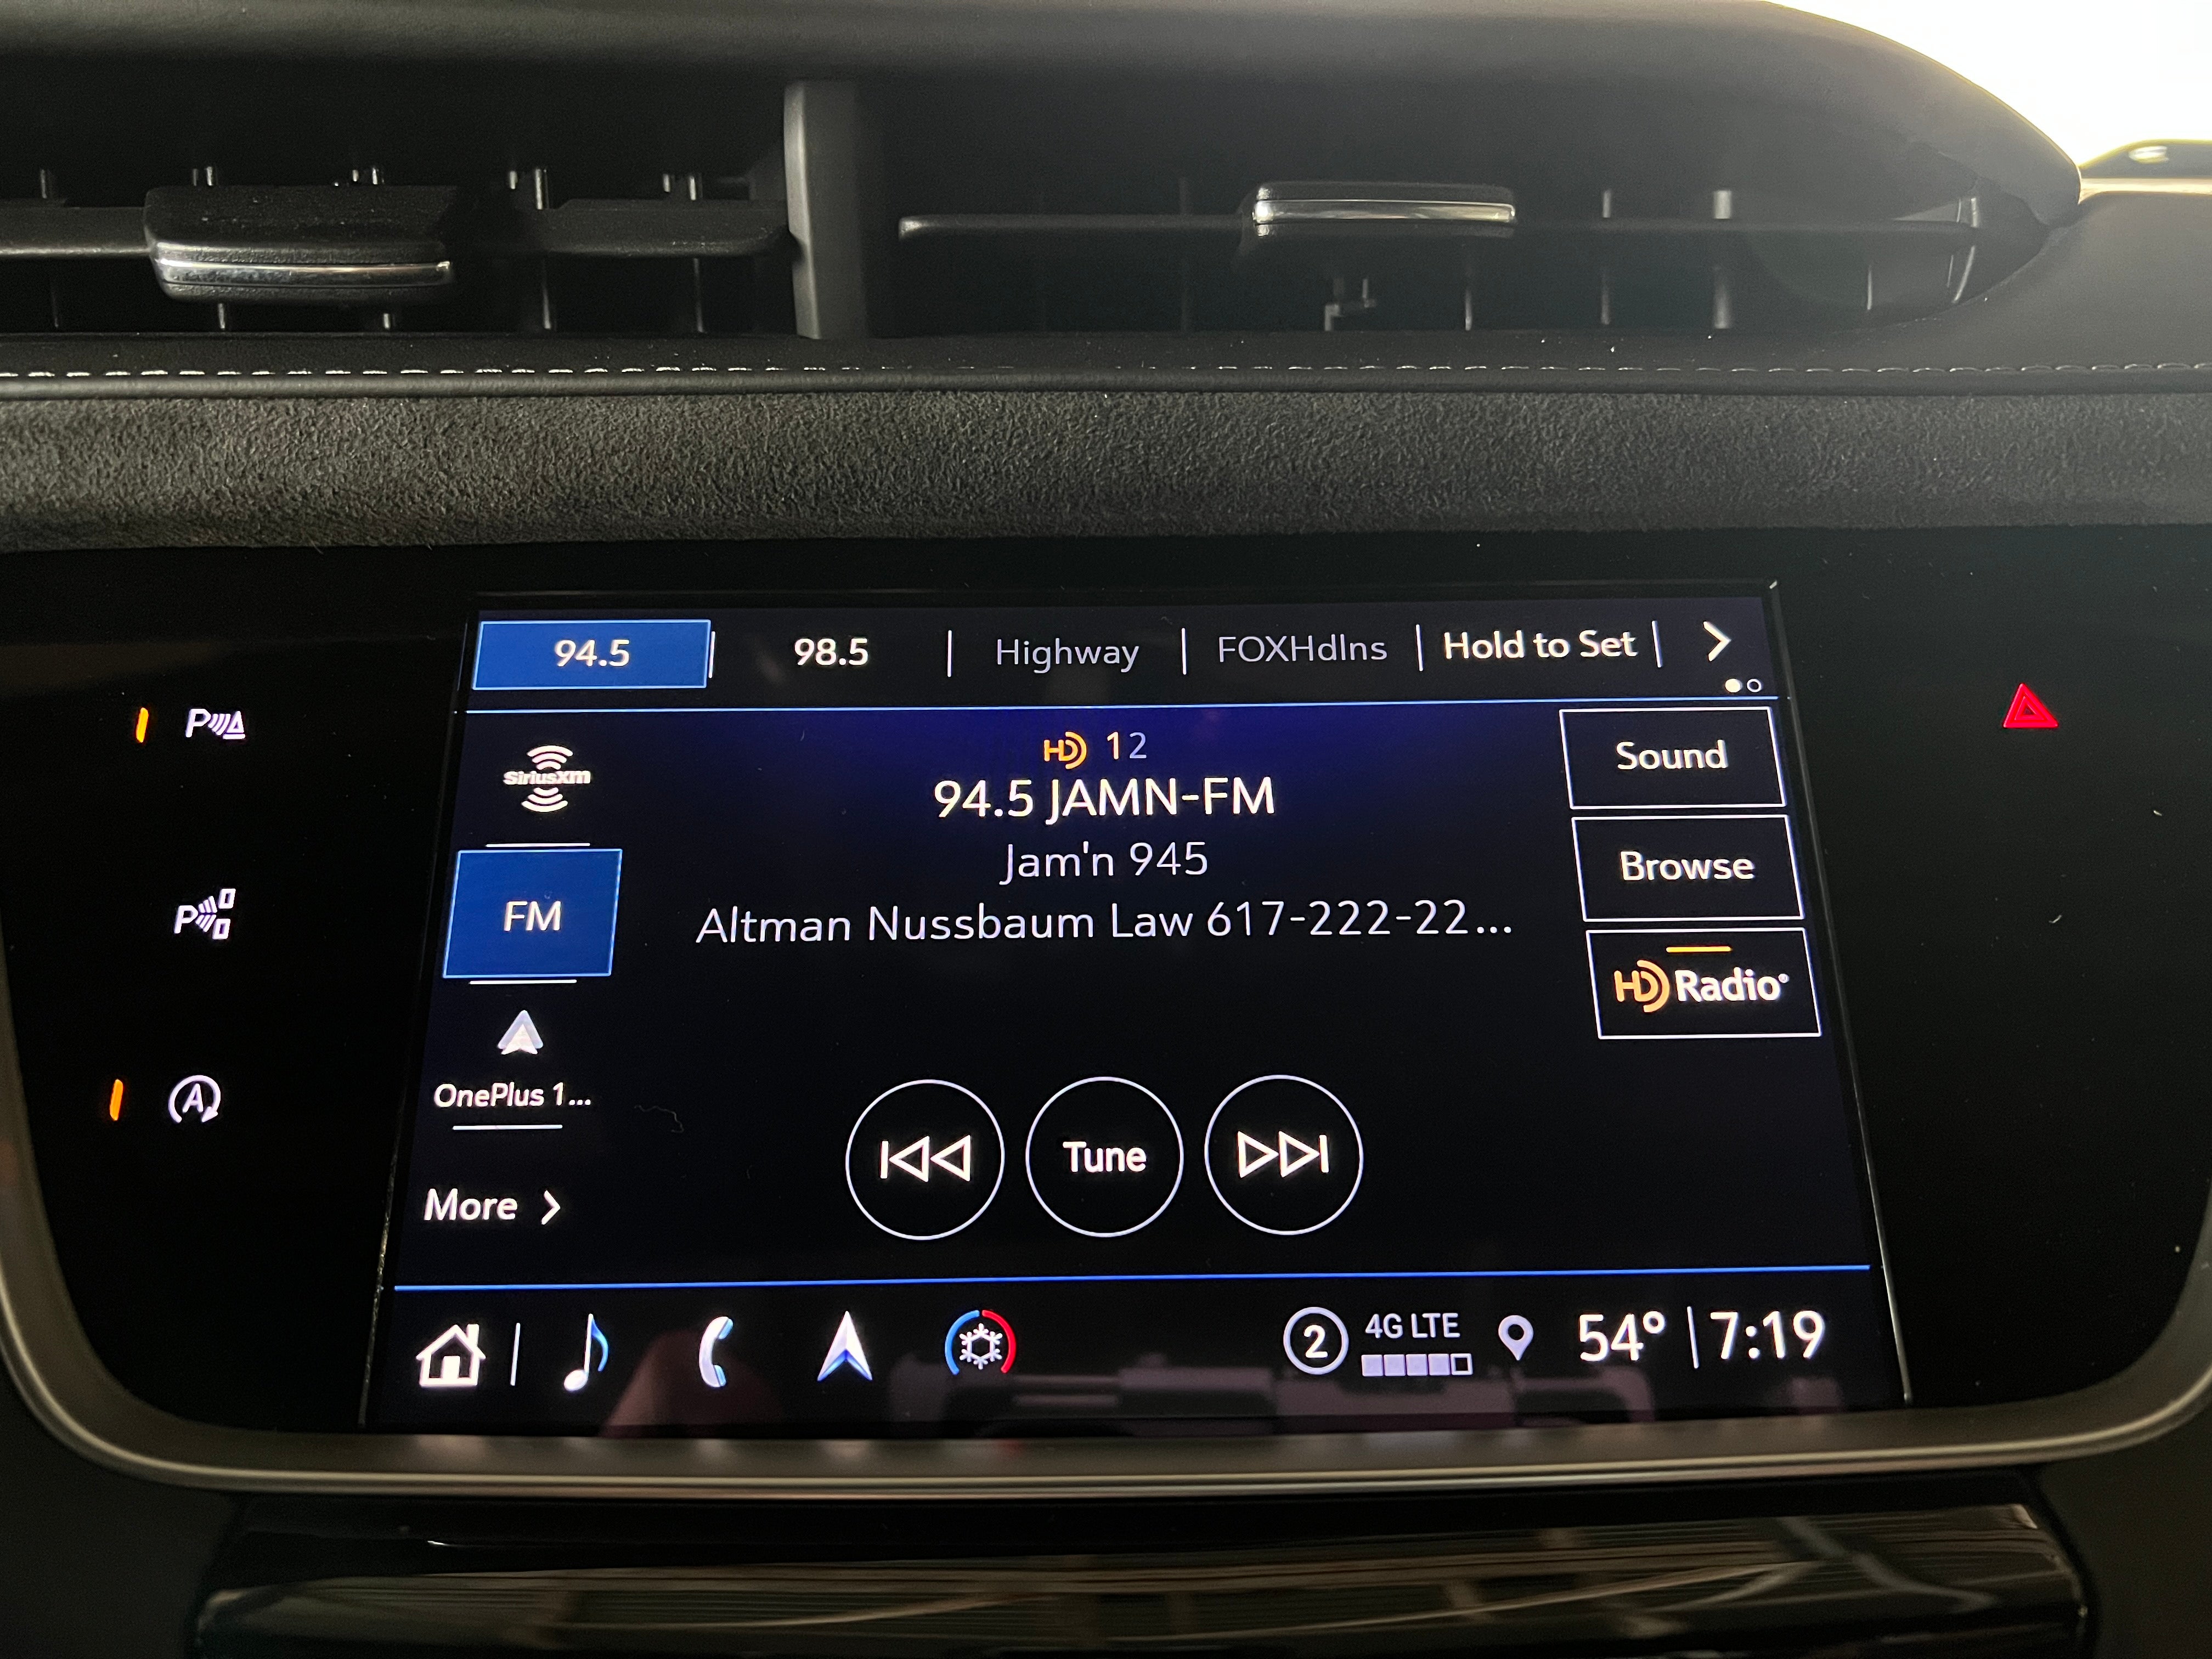 94.5 | 98.5 | Highway | FOXHdlns | Hold to Set |
SiriusXM
HD 12
94.5 JAMN-FM
Jam'n 945
Altman Nussbaum Law 617-222-22...
Sound
Browse
HD Radio
FM
OnePlus 1...
More
Tune
2 4G LTE 54° | 7:19
P
P
A